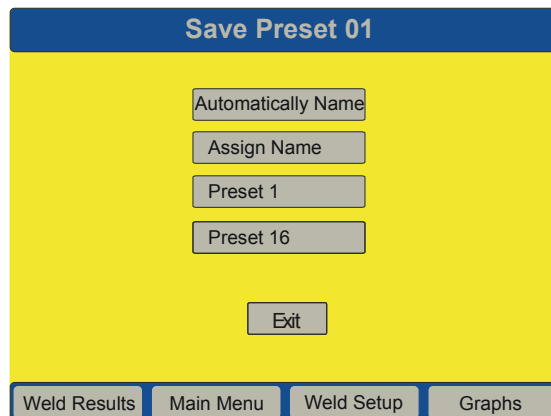 Save Preset 01
Automatically Name
Assign Name
Preset 1
Preset 16
Exit
Weld Results
Main Menu
Weld Setup
Graphs